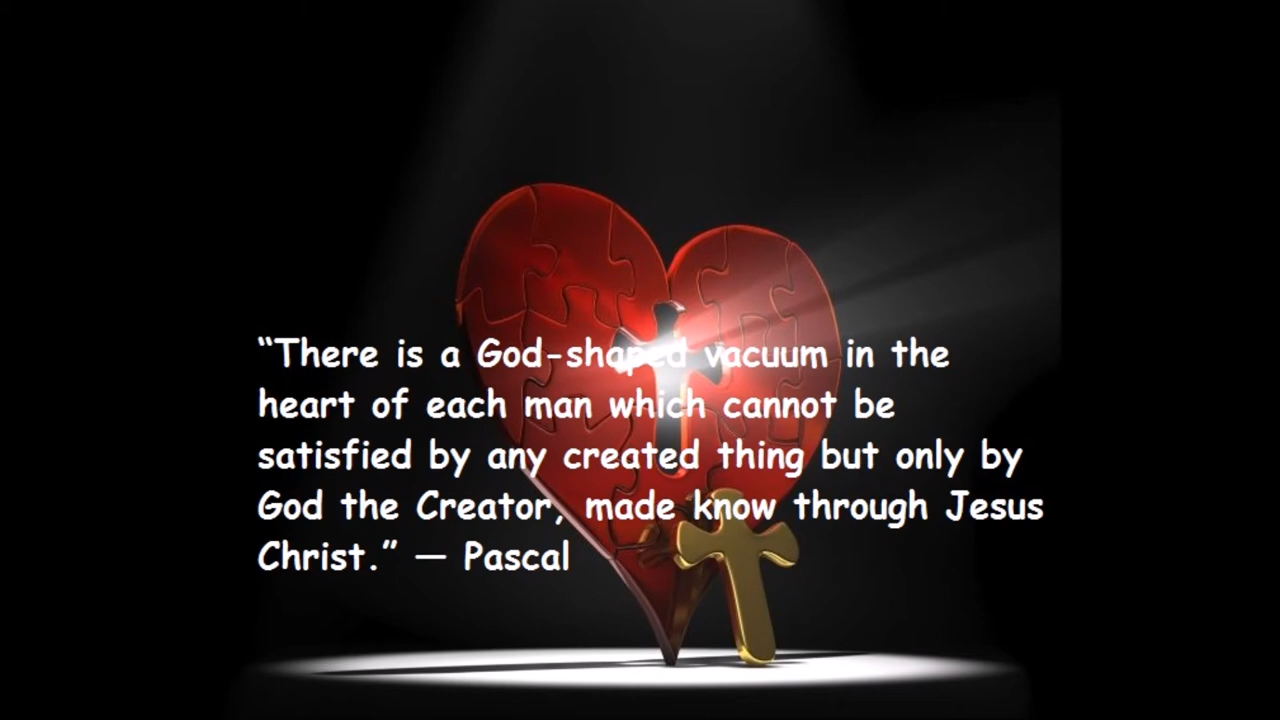 “There is a God-shaped vacuum in the
heart of each man which cannot be
satisfied by any created thing but only by
God the Creator, made know through Jesus
Christ.” — Pascal